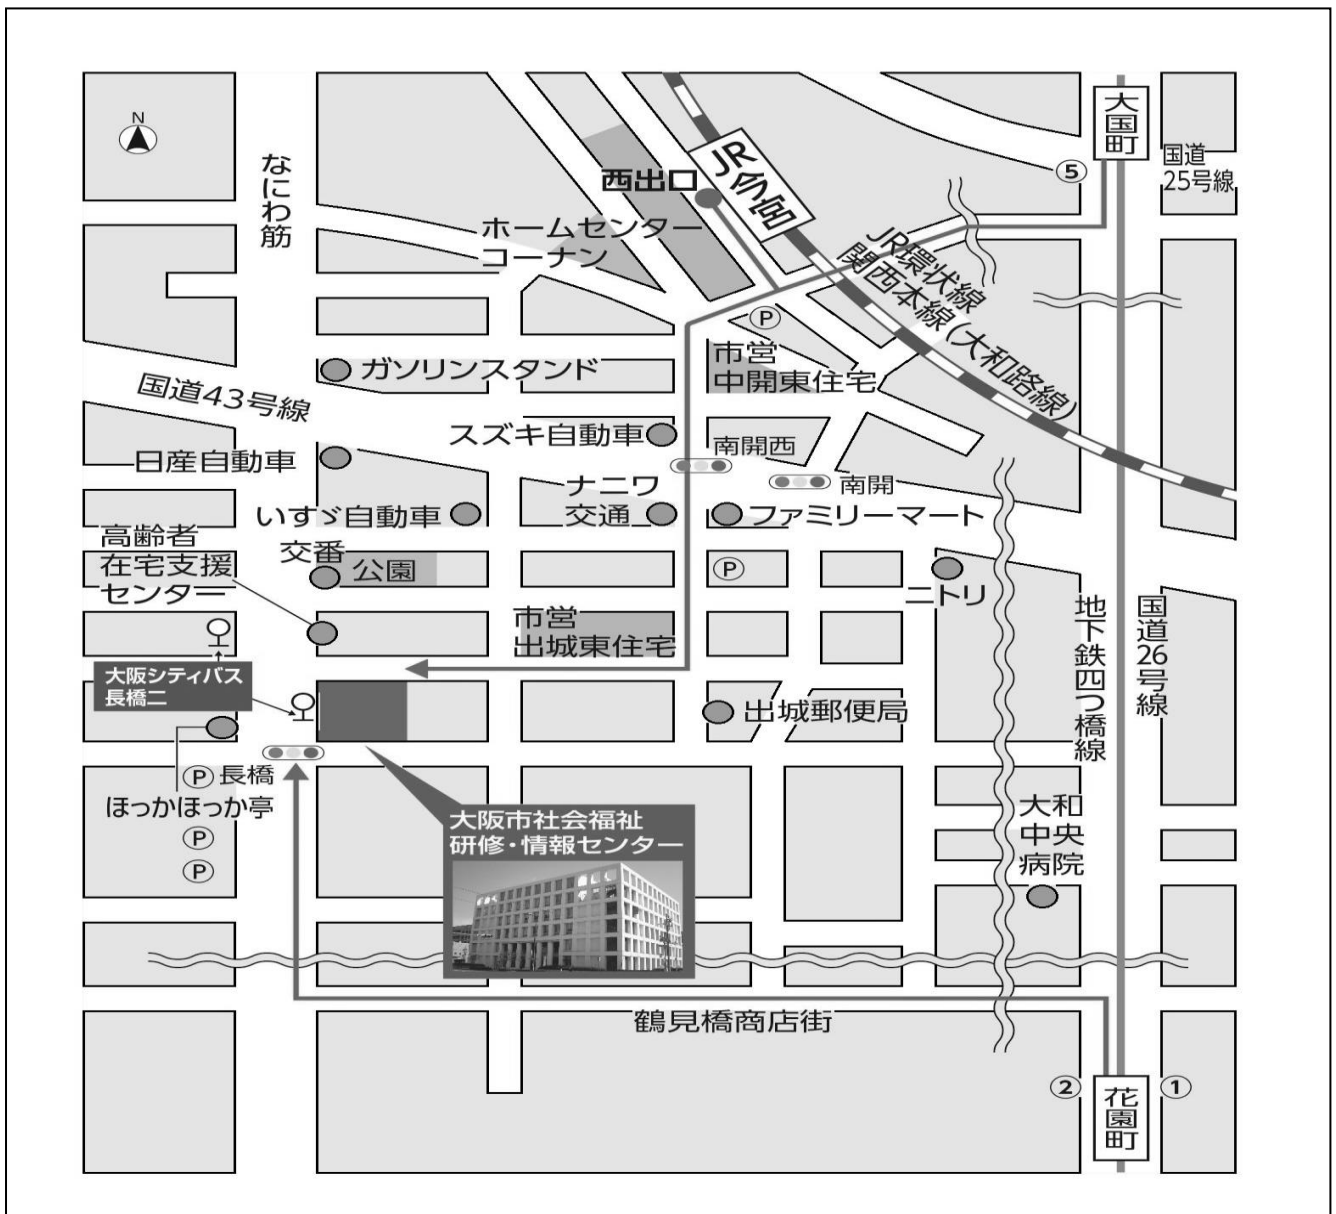 N
大国町
⑤
国道
25号線
なにわ筋
JR今宮
西出口
ホームセンター
コーナン
JR環状線
関西本線(大和路線)
P
市営
中開東住宅
ガソリンスタンド
国道43号線
スズキ自動車
南開西
南開
日産自動車
ナニワ
交通
ファミリーマート
いすゞ自動車
高齢者
在宅支援
センター
交番
公園
P
ニトリ
市営
出城東住宅
地下鉄四つ橋線
国道26号線
大阪シティバス
長橋二
出城郵便局
P
長橋
ほっかほっか亭
P
P
大阪市社会福祉
研修・情報センター
大和
中央
病院
鶴見橋商店街
②
花園町
①